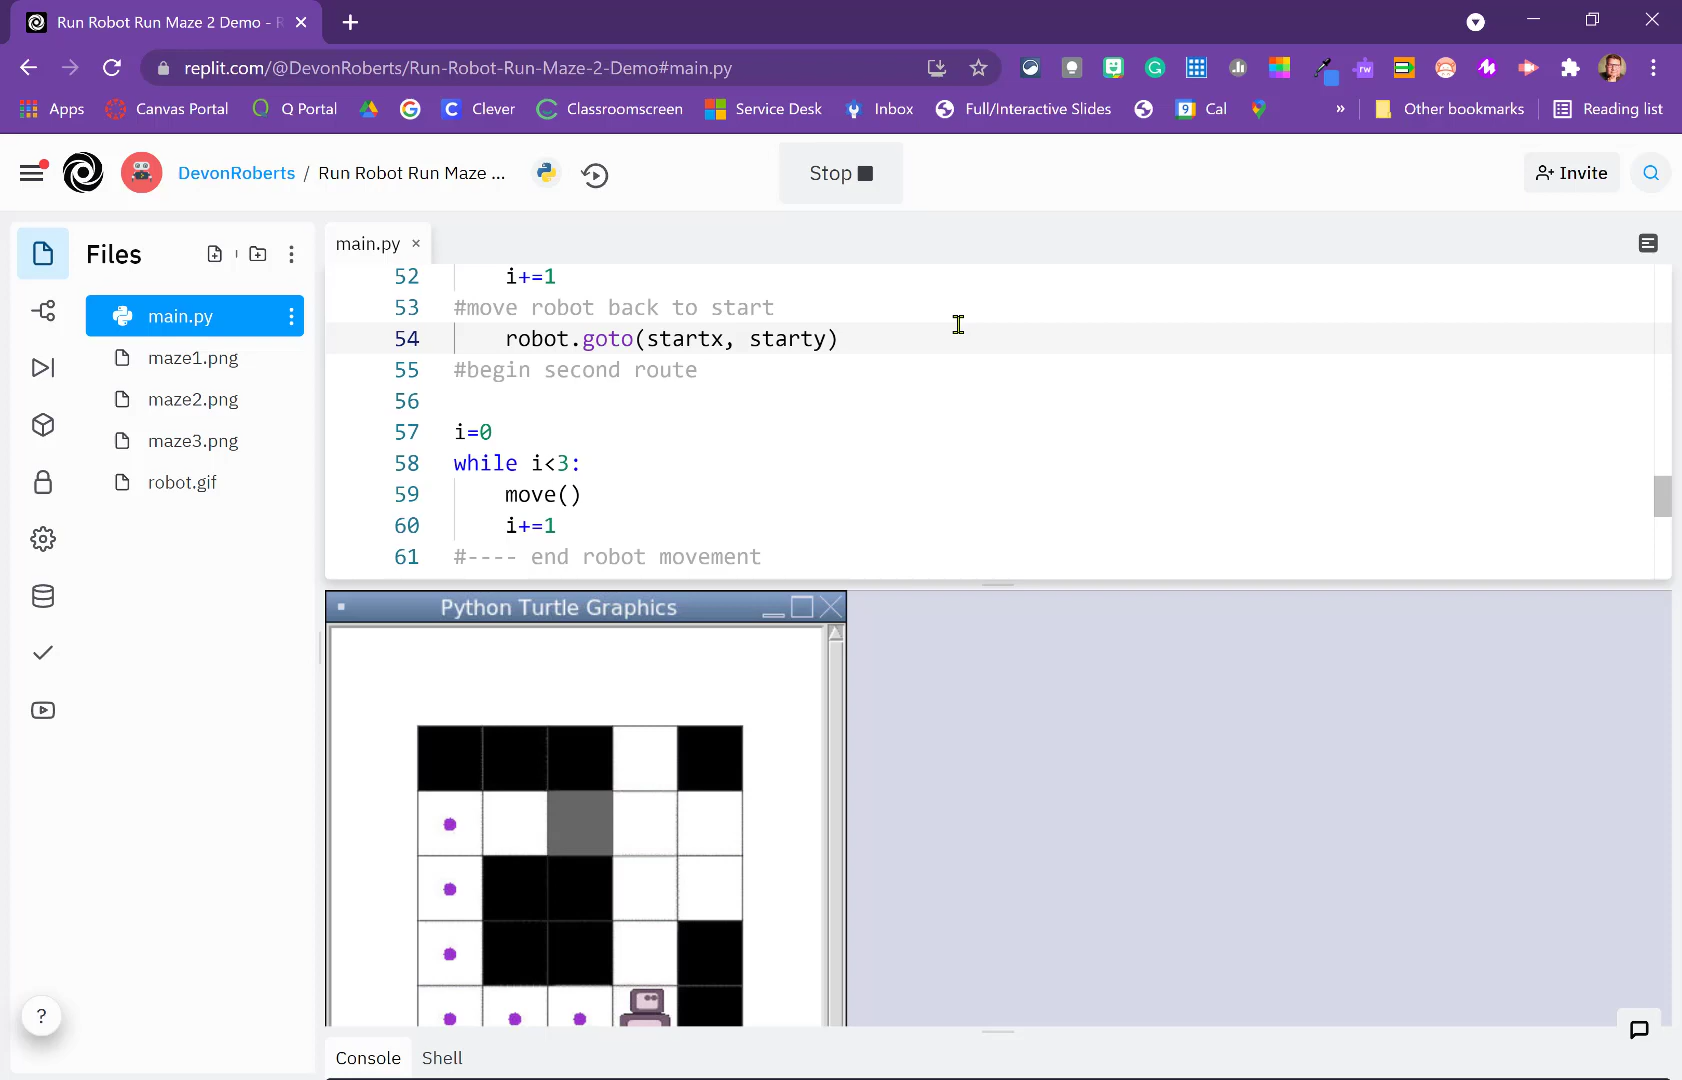 Run Robot Run Maze 2 Demo - R
replit.com/@DevonRoberts/Run-Robot-Run-Maze-2-Demo#main.py
Apps Canvas Portal Q Portal Clever Classroomscreen Service Desk Inbox Full/Interactive Slides 9 Cal » Other bookmarks Reading list
DevonRoberts / Run Robot Run Maze ... Stop Invite
Files
main.py
maze1.png
maze2.png
maze3.png
robot.gif
main.py
52 i+=1
53 #move robot back to start
54 robot.goto(startx, starty)
55 #begin second route
56
57 i=0
58 while i<3:
59 move()
60 i+=1
61 #---- end robot movement
Python Turtle Graphics
?
Console Shell